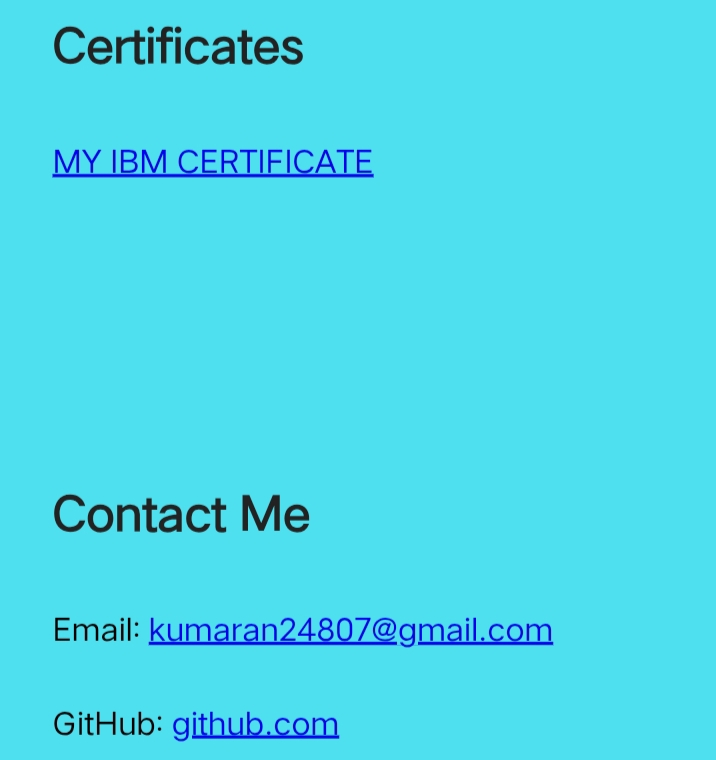 Certificates
MY IBM CERTIFICATE
Contact Me
Email: kumaran24807@gmail.com
GitHub: github.com